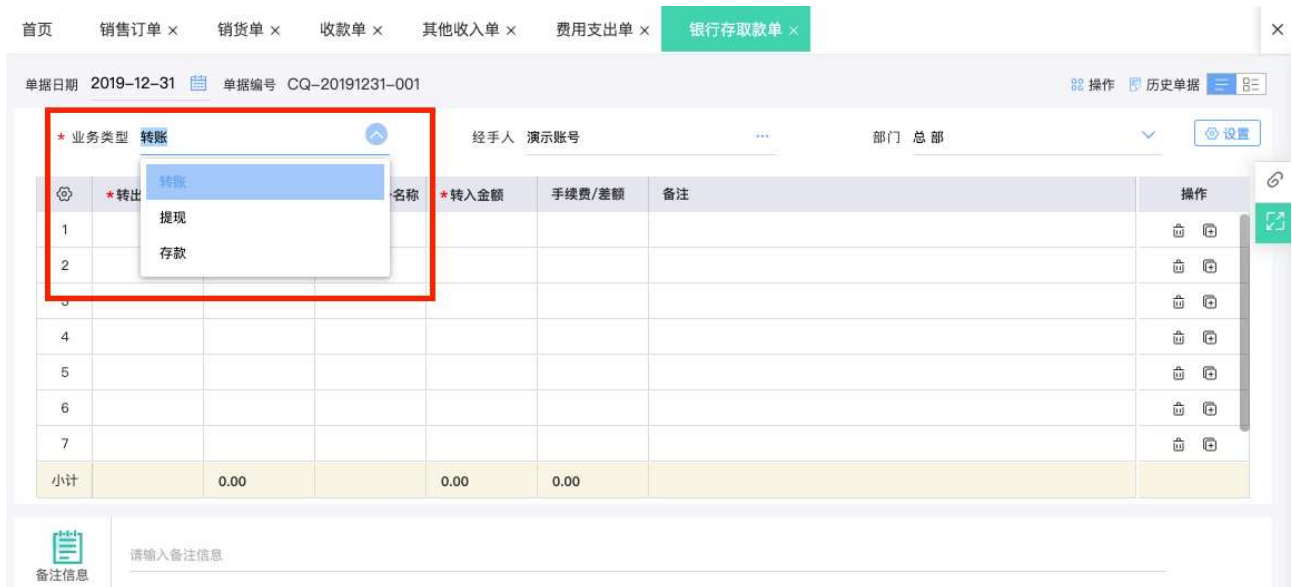 首页 销售订单 × 销货单 × 收款单 × 其他收入单 × 费用支出单 × 银行存取款单 ×
单据日期 2019-12-31 单据编号 CQ-20191231-001 操作 历史单据
* 业务类型 转账 经手人 演示账号 ... 部门 总部 设置
*转出 名称 *转入金额 手续费/差额 备注 操作
转账
1
提现
2
存款
3
4
5
6
7
小计 0.00 0.00 0.00
备注信息 请输入备注信息